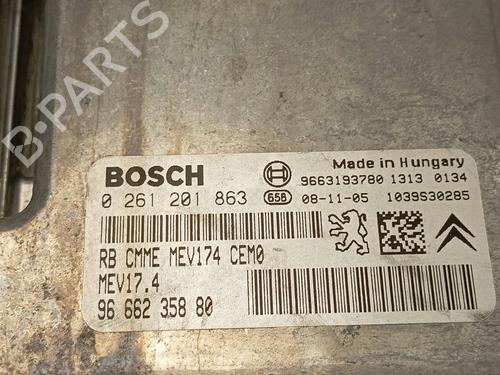 B-PARTS
BOSCH
Made in Hungary
9663193780 1313 0134
0 261 201 863
658 08-11-05 1039S30285
RB CMME MEV174 CEM0
MEV17.4
96 662 358 80